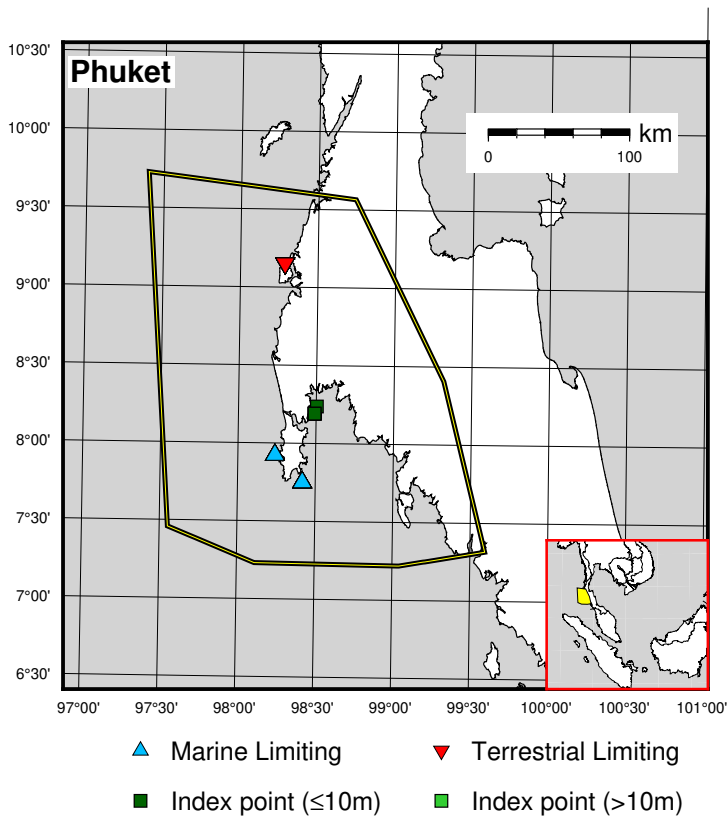 10°30'
Phuket
10°00'
km
0 100
9°30'
9°00'
8°30'
8°00'
7°30'
7°00'
6°30'
97°00' 97°30' 98°00' 98°30' 99°00' 99°30' 100°00' 100°30' 101°00'
Marine Limiting Terrestrial Limiting
Index point (≤10m) Index point (>10m)